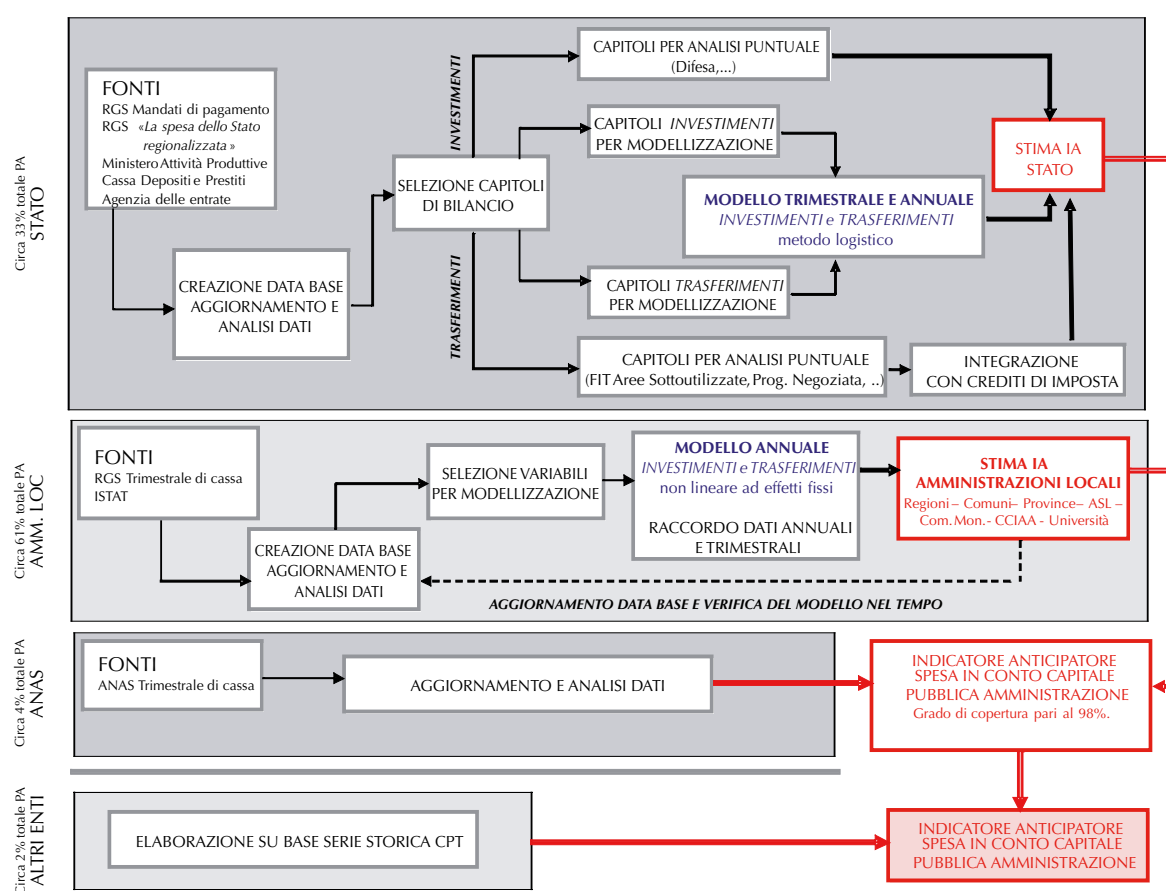 Circa 33% totale PA
STATO
FONTI
RGS Mandati di pagamento
RGS «La spesa dello Stato
regionalizzata »
Ministero Attività Produttive
Cassa Depositi e Prestiti
Agenzia delle entrate
CREAZIONE DATA BASE
AGGIORNAMENTO E
ANALISI DATI
SELEZIONE CAPITOLI
DI BILANCIO
INVESTIMENTI
TRASFERIMENTI
CAPITOLI PER ANALISI PUNTUALE
(Difesa,...)
CAPITOLI INVESTIMENTI
PER MODELLIZZAZIONE
MODELLO TRIMESTRALE E ANNUALE
INVESTIMENTI e TRASFERIMENTI
metodo logistico
CAPITOLI TRASFERIMENTI
PER MODELLIZZAZIONE
CAPITOLI PER ANALISI PUNTUALE
(FIT Aree Sottoutilizzate, Prog. Negoziata, ..)
INTEGRAZIONE
CON CREDITI DI IMPOSTA
STIMA IA
STATO
Circa 61% totale PA
AMM. LOC
FONTI
RGS Trimestrale di cassa
ISTAT
CREAZIONE DATA BASE
AGGIORNAMENTO E
ANALISI DATI
SELEZIONE VARIABILI
PER MODELLIZZAZIONE
MODELLO ANNUALE
INVESTIMENTI e TRASFERIMENTI
non lineare ad effetti fissi
RACCORDO DATI ANNUALI
E TRIMESTRALI
STIMA IA
AMMINISTRAZIONI LOCALI
Regioni – Comuni– Province– ASL –
Com. Mon.- CCIAA - Università
AGGIORNAMENTO DATA BASE E VERIFICA DEL MODELLO NEL TEMPO
Circa 4% totale PA
ANAS
FONTI
ANAS Trimestrale di cassa
AGGIORNAMENTO E ANALISI DATI
INDICATORE ANTICIPATORE
SPESA IN CONTO CAPITALE
PUBBLICA AMMINISTRAZIONE
Grado di copertura pari al 98%.
Circa 2% totale PA
ALTRI ENTI
ELABORAZIONE SU BASE SERIE STORICA CPT
INDICATORE ANTICIPATORE
SPESA IN CONTO CAPITALE
PUBBLICA AMMINISTRAZIONE